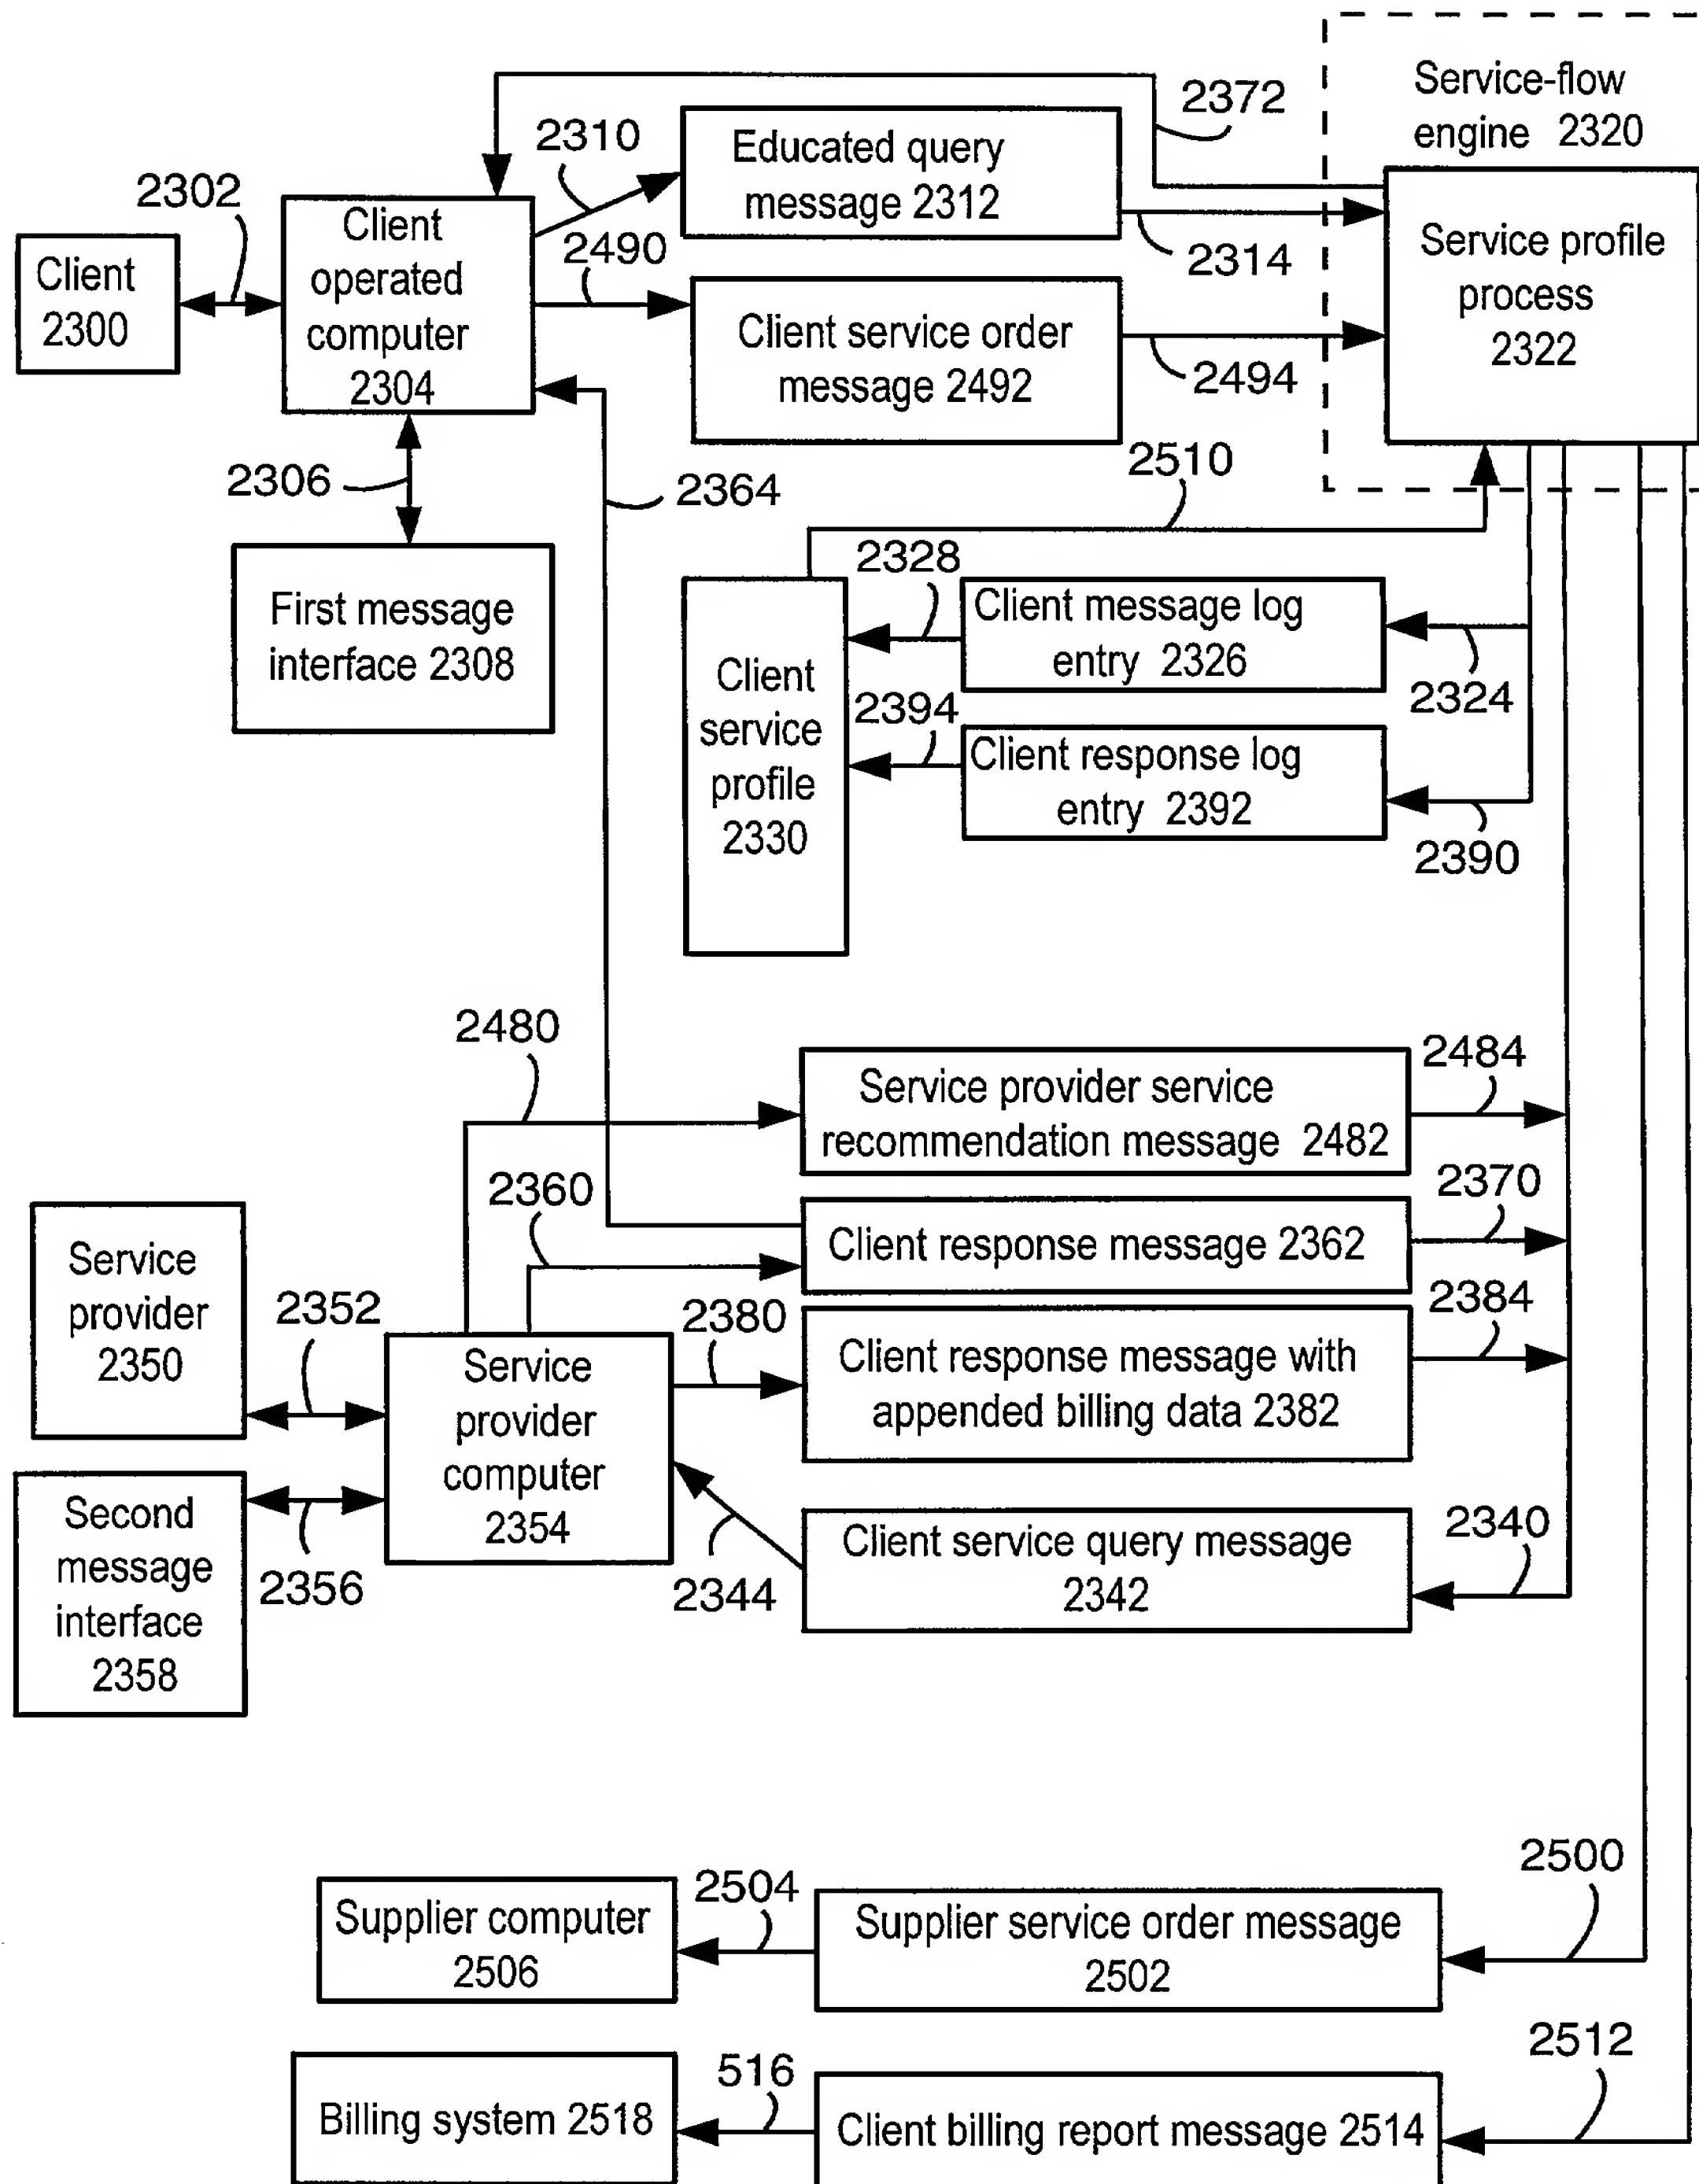 Service-flow
engine 2320
2372
2310
Educated query
message 2312
2302
Client
operated
computer
2304
2490
2314
Service profile
process
2322
Client
2300
Client service order
message 2492
2494
2306
2364
2510
First message
interface 2308
2328
Client message log
entry 2326
2324
Client
service
profile
2330
2394
Client response log
entry 2392
2390
2480
2484
Service provider service
recommendation message 2482
2360
2370
Client response message 2362
Service
provider
2350
2352
2380
2384
Service
provider
computer
2354
Client response message with
appended billing data 2382
Second
message
interface
2358
2356
2344
2340
Client service query message
2342
2500
2504
Supplier computer
2506
Supplier service order message
2502
2512
516
Billing system 2518
Client billing report message 2514